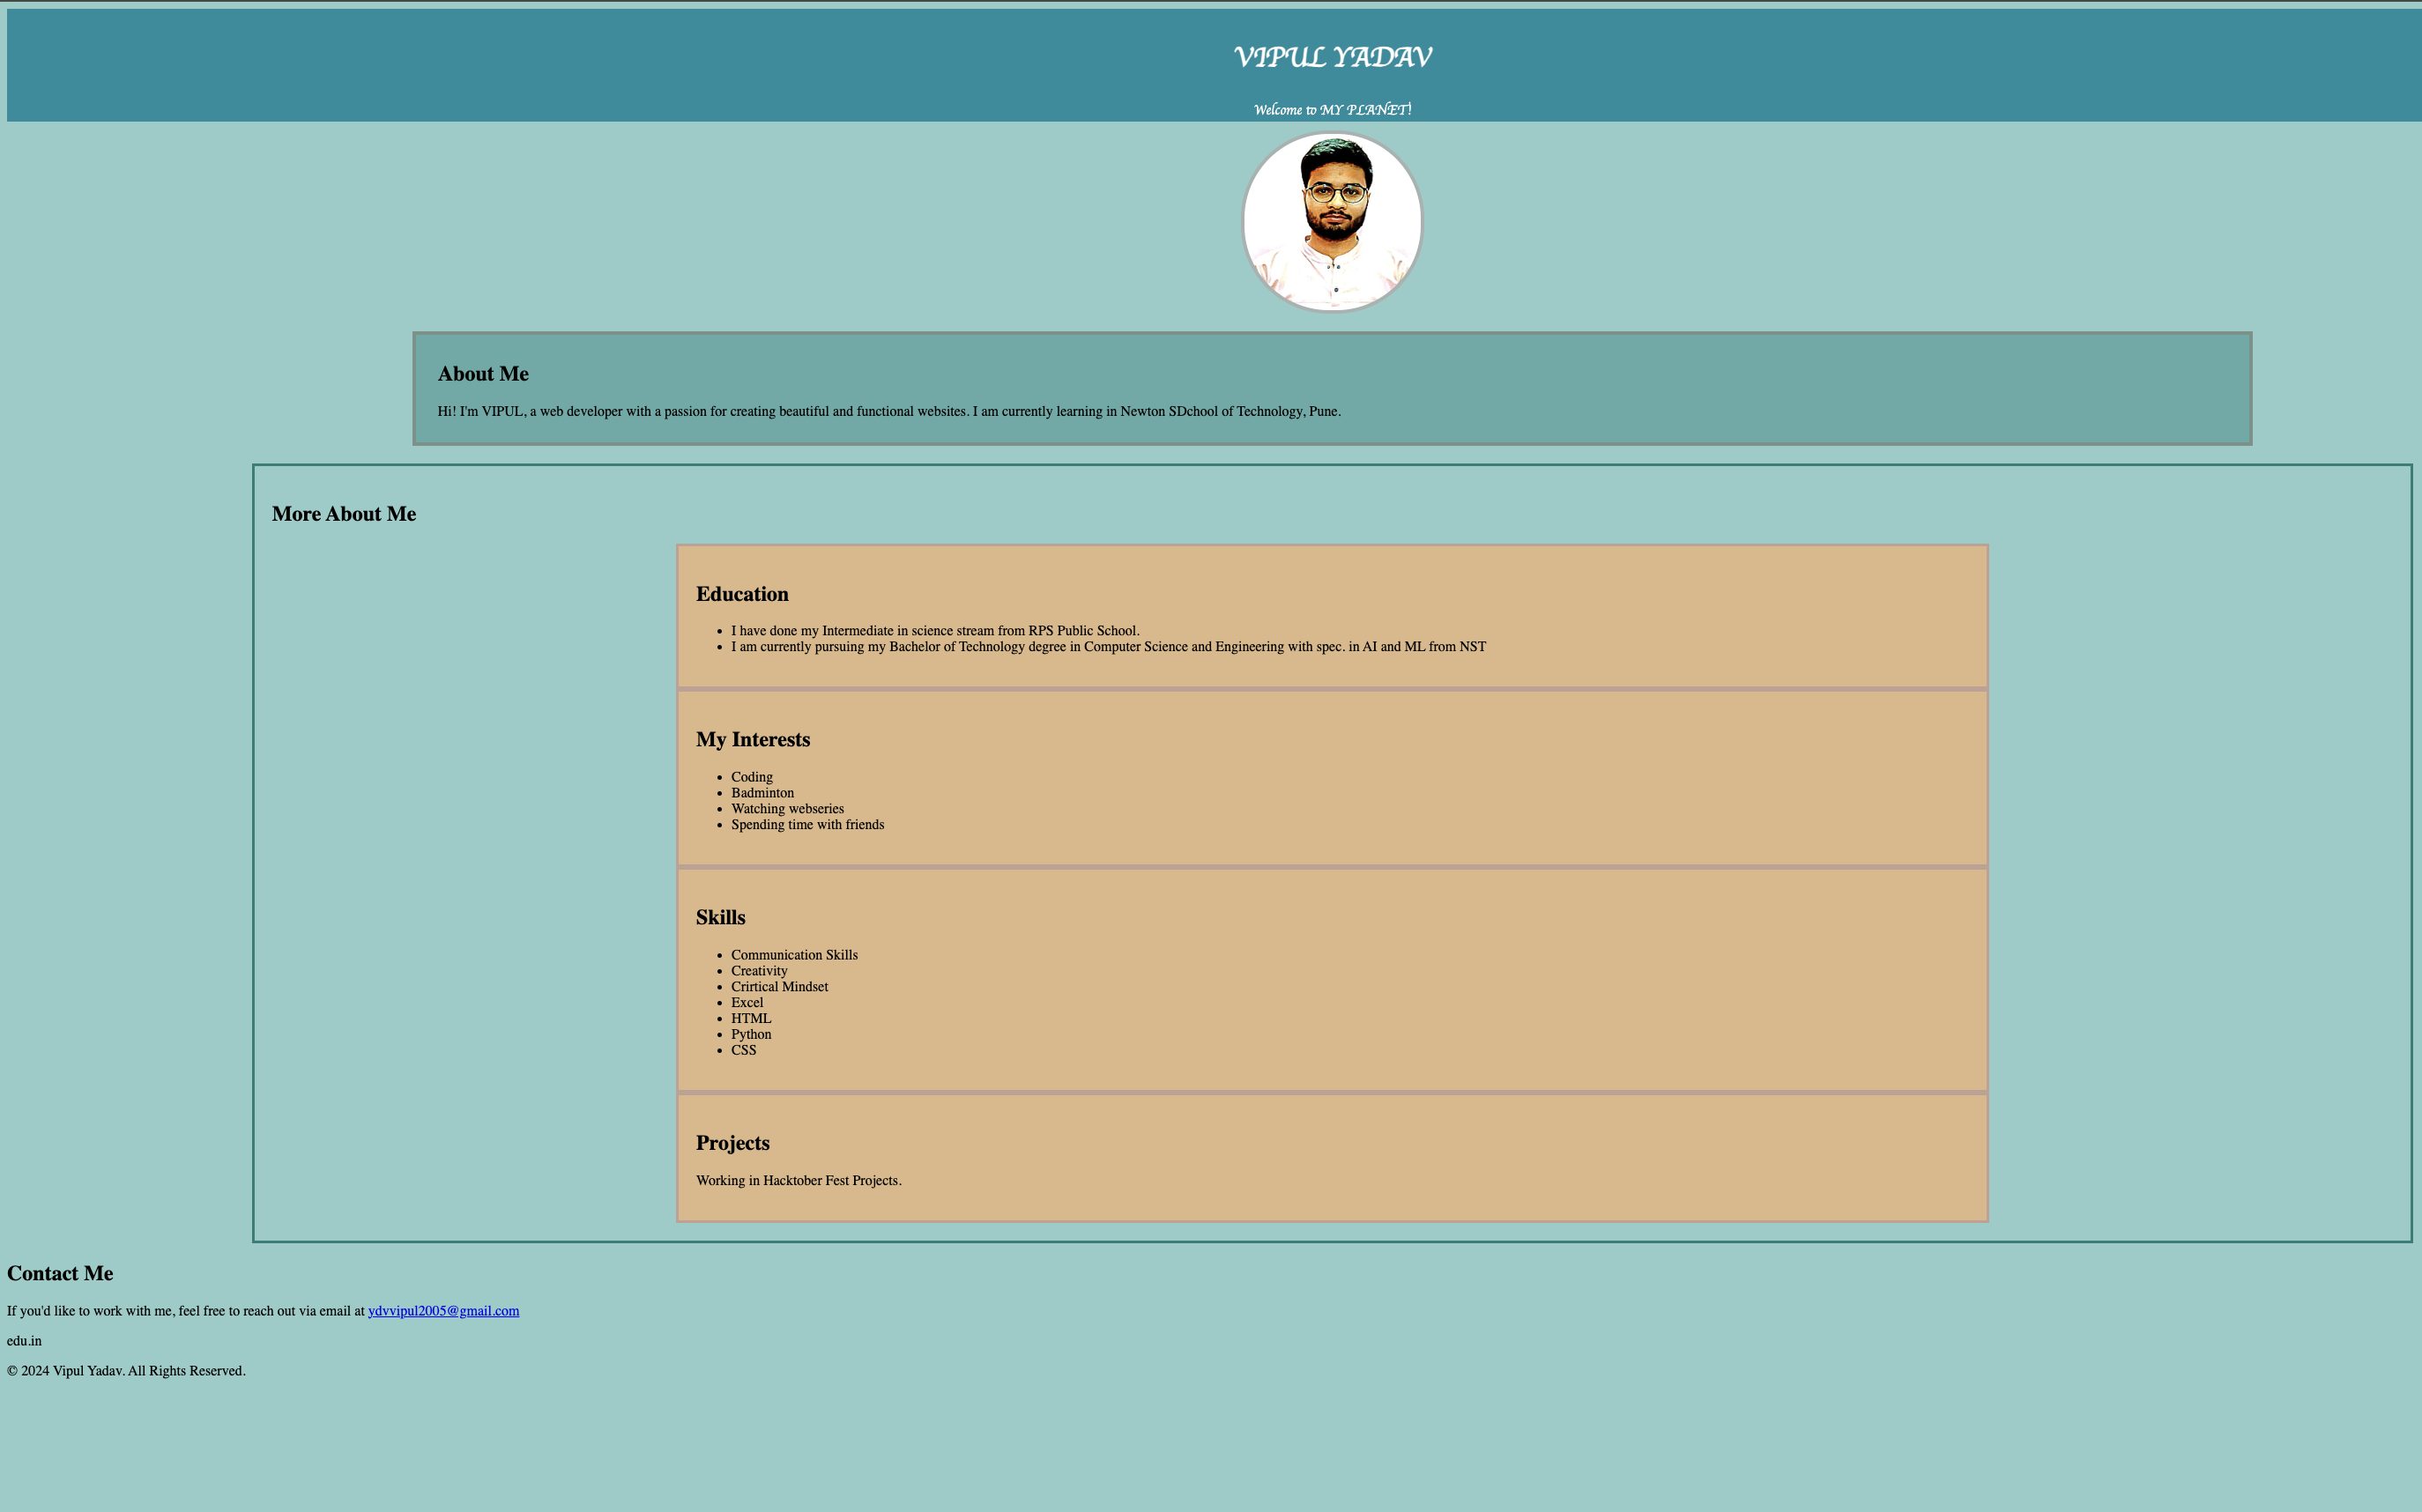 VIPUL YADAV
Welcome to MY PLANET!
About Me
Hi! I'm VIPUL, a web developer with a passion for creating beautiful and functional websites. I am currently learning in Newton SDchool of Technology, Pune.
More About Me
Education
• I have done my Intermediate in science stream from RPS Public School.
• I am currently pursuing my Bachelor of Technology degree in Computer Science and Engineering with spec. in AI and ML from NST
My Interests
• Coding
• Badminton
• Watching webseries
• Spending time with friends
Skills
• Communication Skills
• Creativity
• Crirtical Mindset
• Excel
• HTML
• Python
• CSS
Projects
Working in Hacktober Fest Projects.
Contact Me
If you'd like to work with me, feel free to reach out via email at ydvvipul2005@gmail.com
edu.in
© 2024 Vipul Yadav. All Rights Reserved.